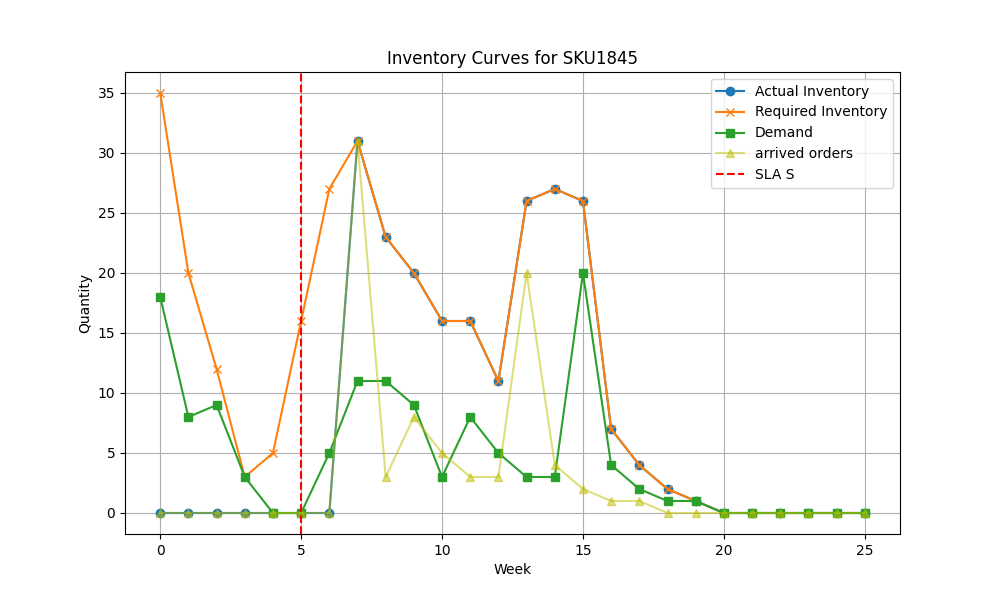 Inventory Curves for SKU1845
Actual Inventory
Required Inventory
Demand
arrived orders
SLA S
Quantity
35
30
25
20
15
10
5
0
0 5 10 15 20 25
Week